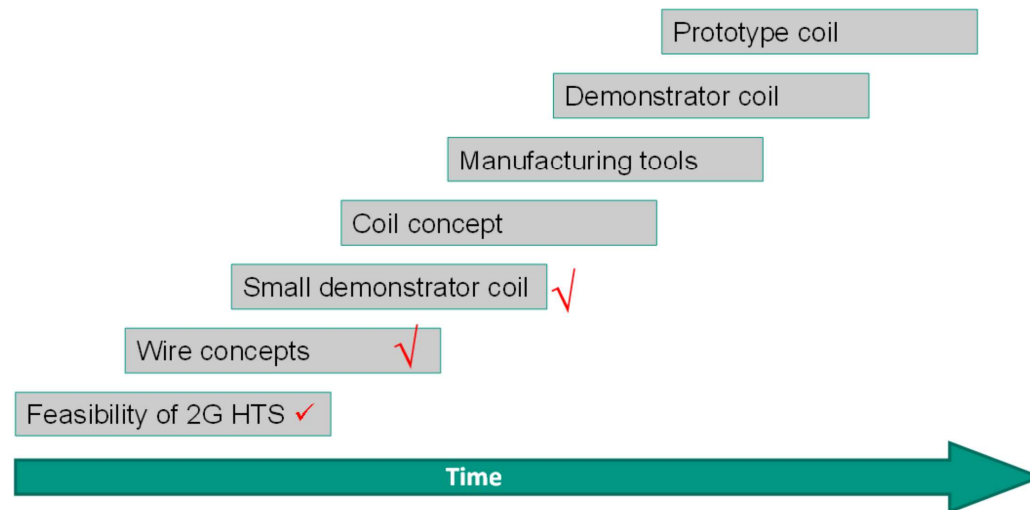 Prototype coil
Demonstrator coil
Manufacturing tools
Coil concept
Small demonstrator coil √
Wire concepts √
Feasibility of 2G HTS ✓
Time